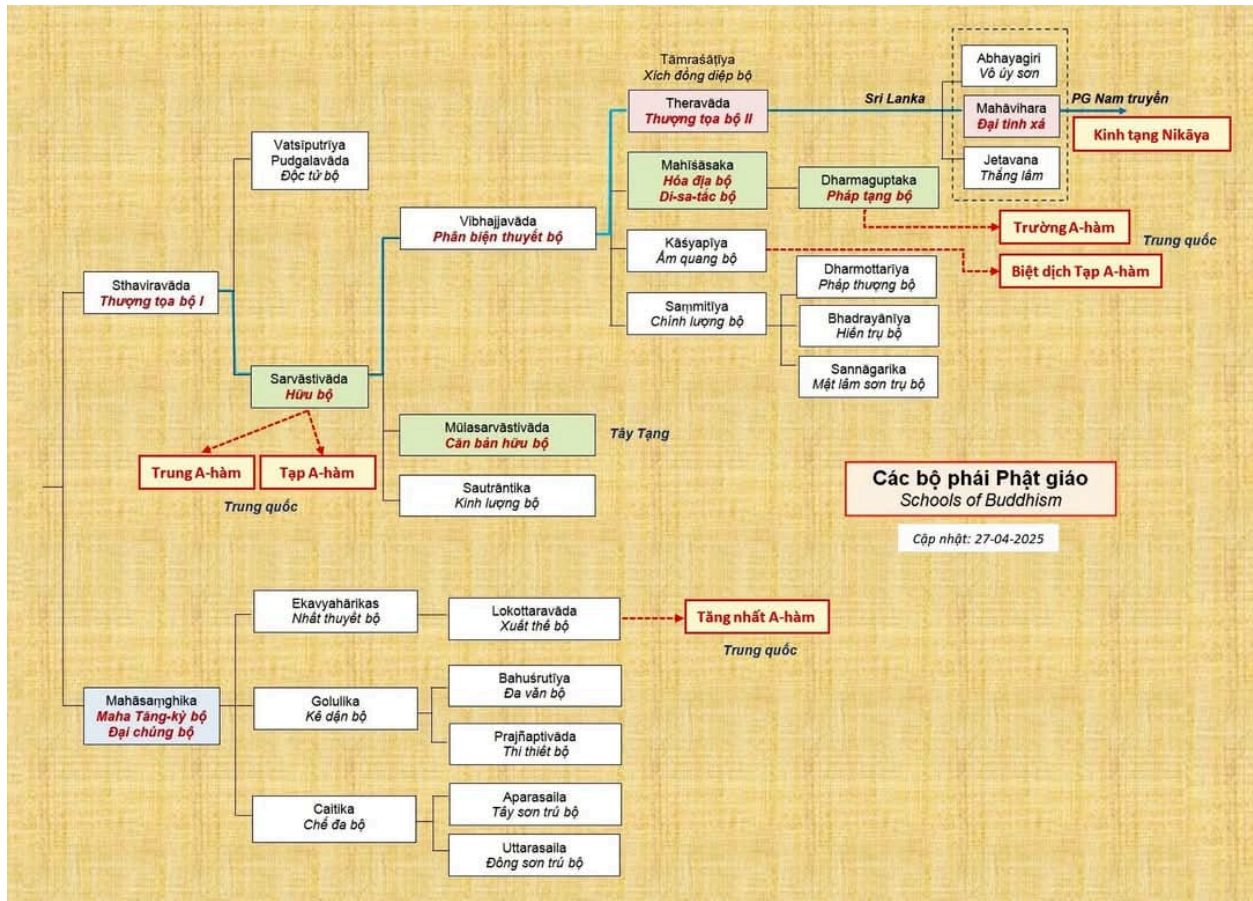 Tāmraśāṭīya
Xích đồng diệp bộ
Theravāda
Thượng tọa bộ II
Sri Lanka
Abhayagiri
Vô úy sơn
Mahāvihara
Đại tinh xá
Jetavana
Thắng lâm
PG Nam truyền
Kinh tạng Nikāya
Vatsīputrīya
Pudgalavāda
Độc tử bộ
Mahīśāsaka
Hóa địa bộ
Di-sa-tắc bộ
Dharmaguptaka
Pháp tạng bộ
Vibhajjavāda
Phân biện thuyết bộ
Trường A-hàm
Trung quốc
Kāśyapīya
Ẩm quang bộ
Biệt dịch Tạp A-hàm
Sthaviravāda
Thượng tọa bộ I
Dharmottarīya
Pháp thượng bộ
Saṃmitīya
Chính lượng bộ
Bhadrayānīya
Hiền trụ bộ
Sannāgarika
Mật lâm sơn trụ bộ
Sarvāstivāda
Hữu bộ
Mūlasarvāstivāda
Căn bản hữu bộ
Tây Tạng
Trung A-hàm
Tạp A-hàm
Trung quốc
Sautrāntika
Kinh lượng bộ
Các bộ phái Phật giáo
Schools of Buddhism
Cập nhật: 27-04-2025
Ekavyahārikas
Nhất thuyết bộ
Lokottaravāda
Xuất thế bộ
Tăng nhất A-hàm
Trung quốc
Mahāsaṃghika
Maha Tăng-kỳ bộ
Đại chúng bộ
Golulika
Kê dận bộ
Bahuśrutīya
Đa văn bộ
Prajñaptivāda
Thi thiết bộ
Caitika
Chế đa bộ
Aparasaila
Tây sơn trú bộ
Uttarasaila
Đông sơn trú bộ